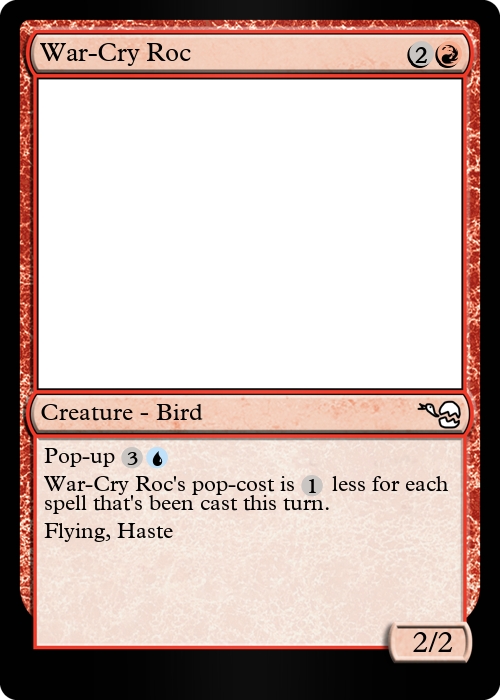 War-Cry Roc 2
Creature - Bird
Pop-up 3
War-Cry Roc's pop-cost is 1 less for each
spell that's been cast this turn.
Flying, Haste
2/2